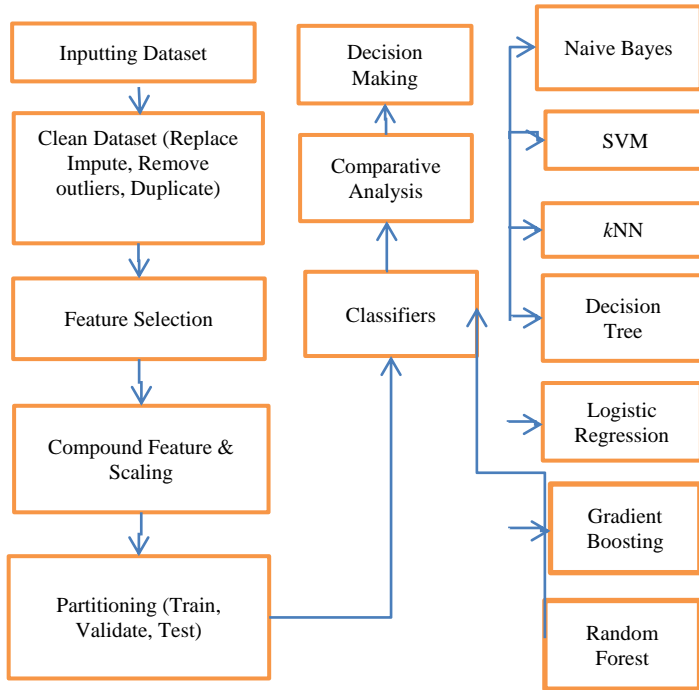 Inputting Dataset
Clean Dataset (Replace
Impute, Remove
outliers, Duplicate)
Feature Selection
Compound Feature &
Scaling
Partitioning (Train,
Validate, Test)
Decision
Making
Comparative
Analysis
Classifiers
Naive Bayes
SVM
kNN
Decision
Tree
Logistic
Regression
Gradient
Boosting
Random
Forest